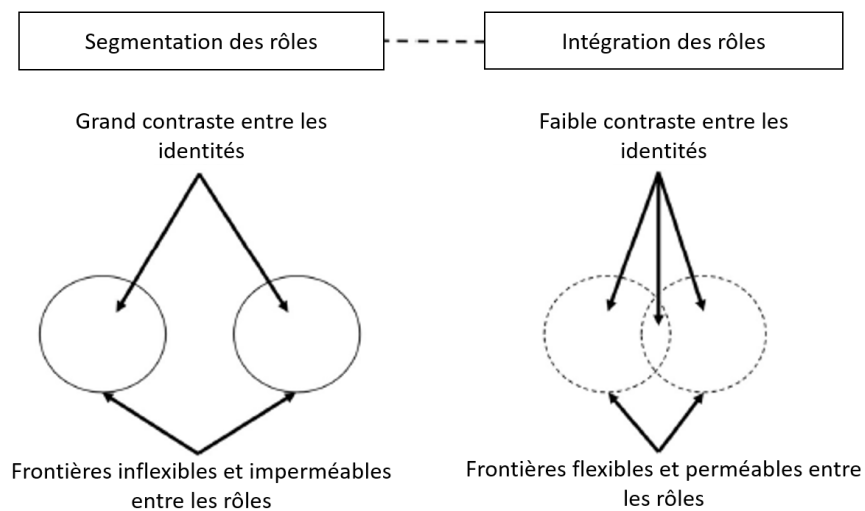 Segmentation des rôles
Intégration des rôles
Grand contraste entre les
identités
Faible contraste entre les
identités
Frontières inflexibles et imperméables
entre les rôles
Frontières flexibles et perméables entre
les rôles